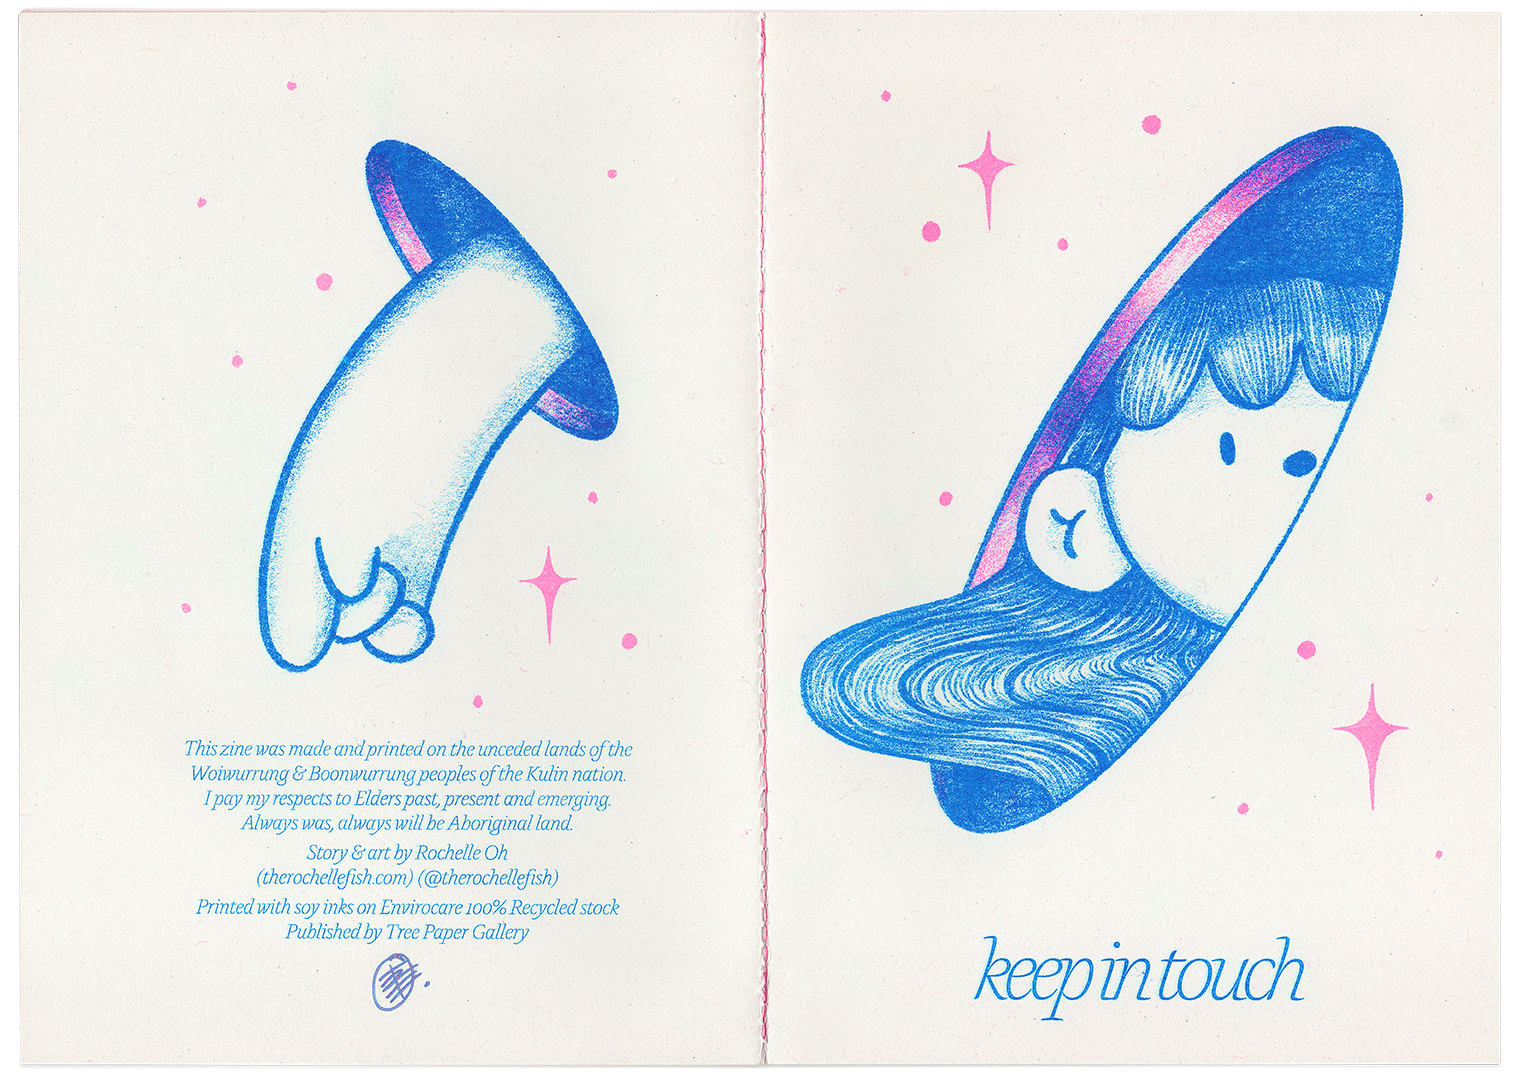 This zine was made and printed on the unceded lands of the
Woiwurrung & Boonwurrung peoples of the Kulin nation.
I pay my respects to Elders past, present and emerging.
Always was, always will be Aboriginal land.
Story & art by Rochelle Oh
(therochellefish.com) (@therochellefish)
Printed with soy inks on Envirocare 100% Recycled stock
Published by Tree Paper Gallery
keep in touch